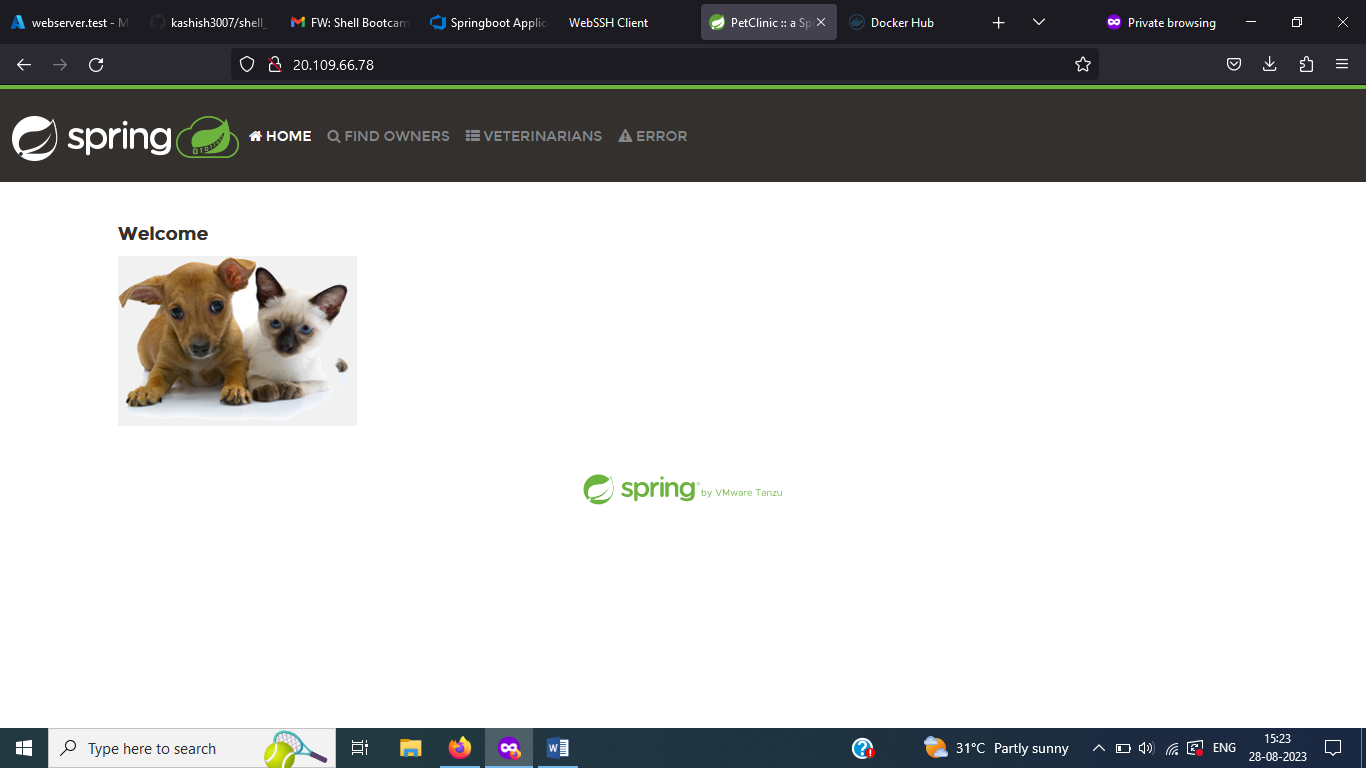 webserver.test - M
kashish3007/shell_
FW: Shell Bootcam
Springboot Applic
WebSSH Client
PetClinic :: a Sp
Docker Hub
Private browsing
20.109.66.78
spring
HOME
FIND OWNERS
VETERINARIANS
ERROR
Welcome
spring by VMware Tanzu
Type here to search
31°C Partly sunny
ENG
15:23
28-08-2023